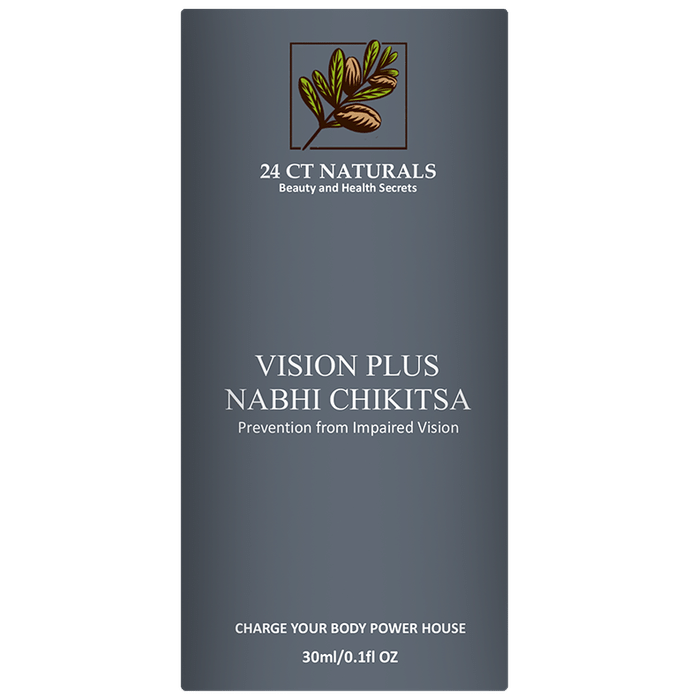 24 CT NATURALS
Beauty and Health Secrets
VISION PLUS
NABHI CHIKITSA
Prevention from Impaired Vision
CHARGE YOUR BODY POWER HOUSE
30ml/0.1fl OZ